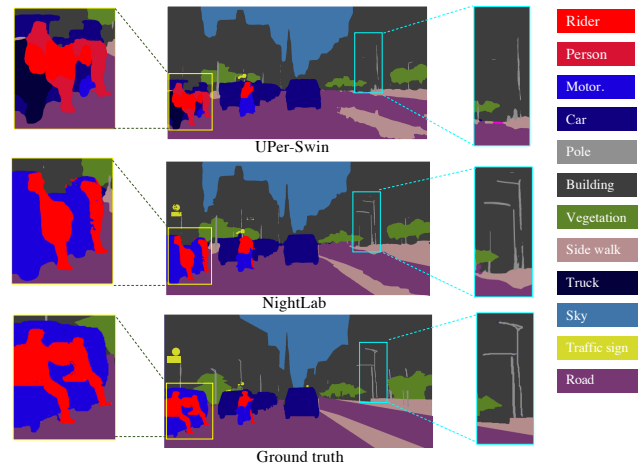 Rider
Person
Motor.
Car
Pole
Building
Vegetation
Side walk
Truck
Sky
Traffic sign
Road
UPer-Swin
NightLab
Ground truth